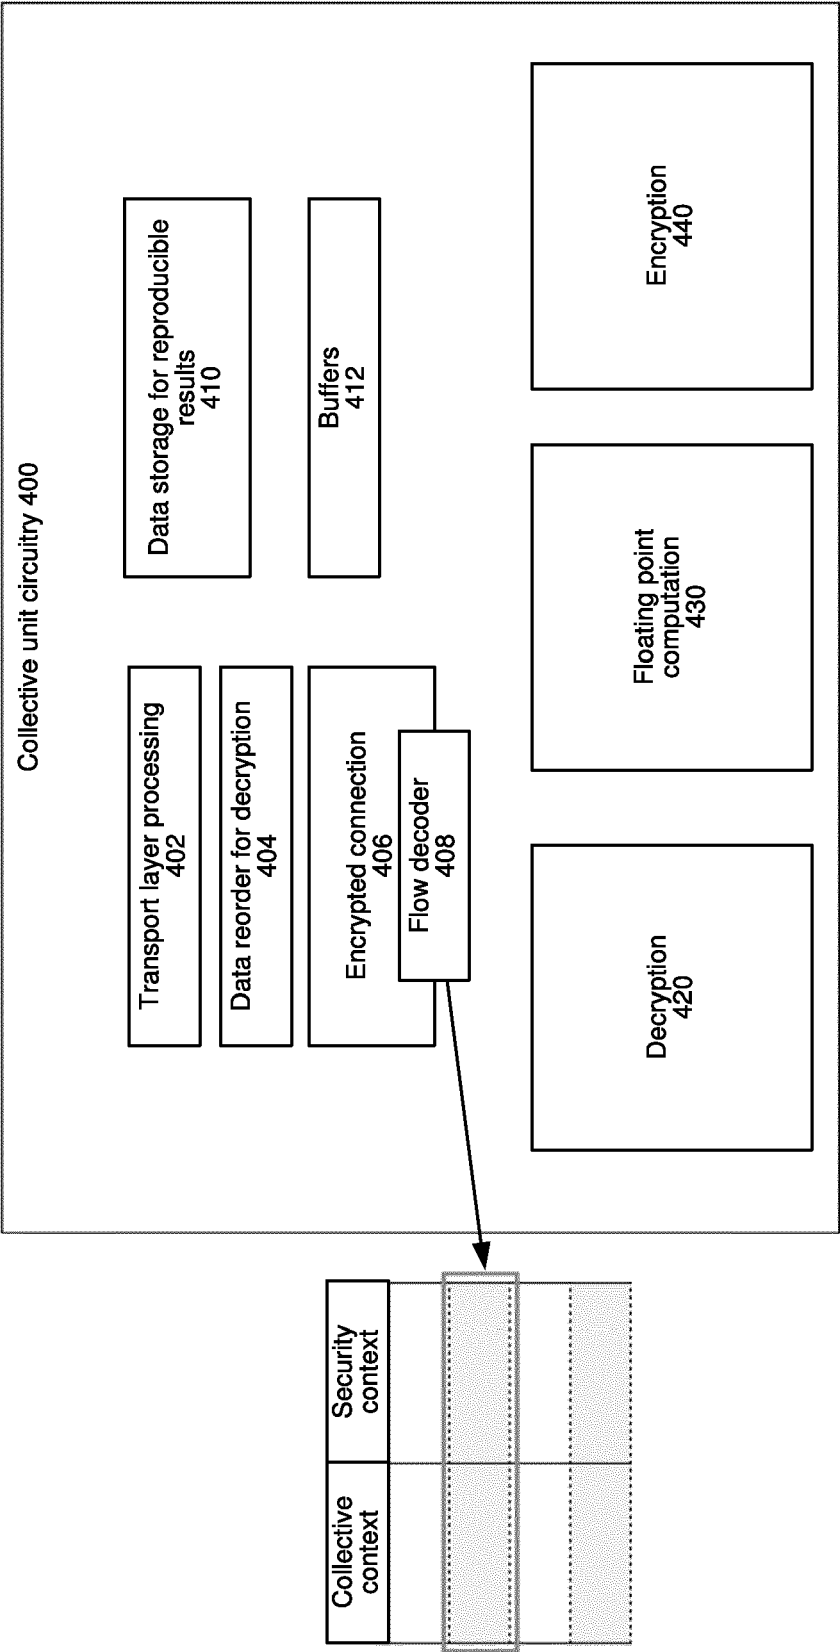 Collective unit circuitry 400
Transport layer processing
402
Data reorder for decryption
404
Encrypted connection
406
Flow decoder
408
Data storage for reproducible
results
410
Buffers
412
Decryption
420
Floating point
computation
430
Encryption
440
Collective
context
Security
context